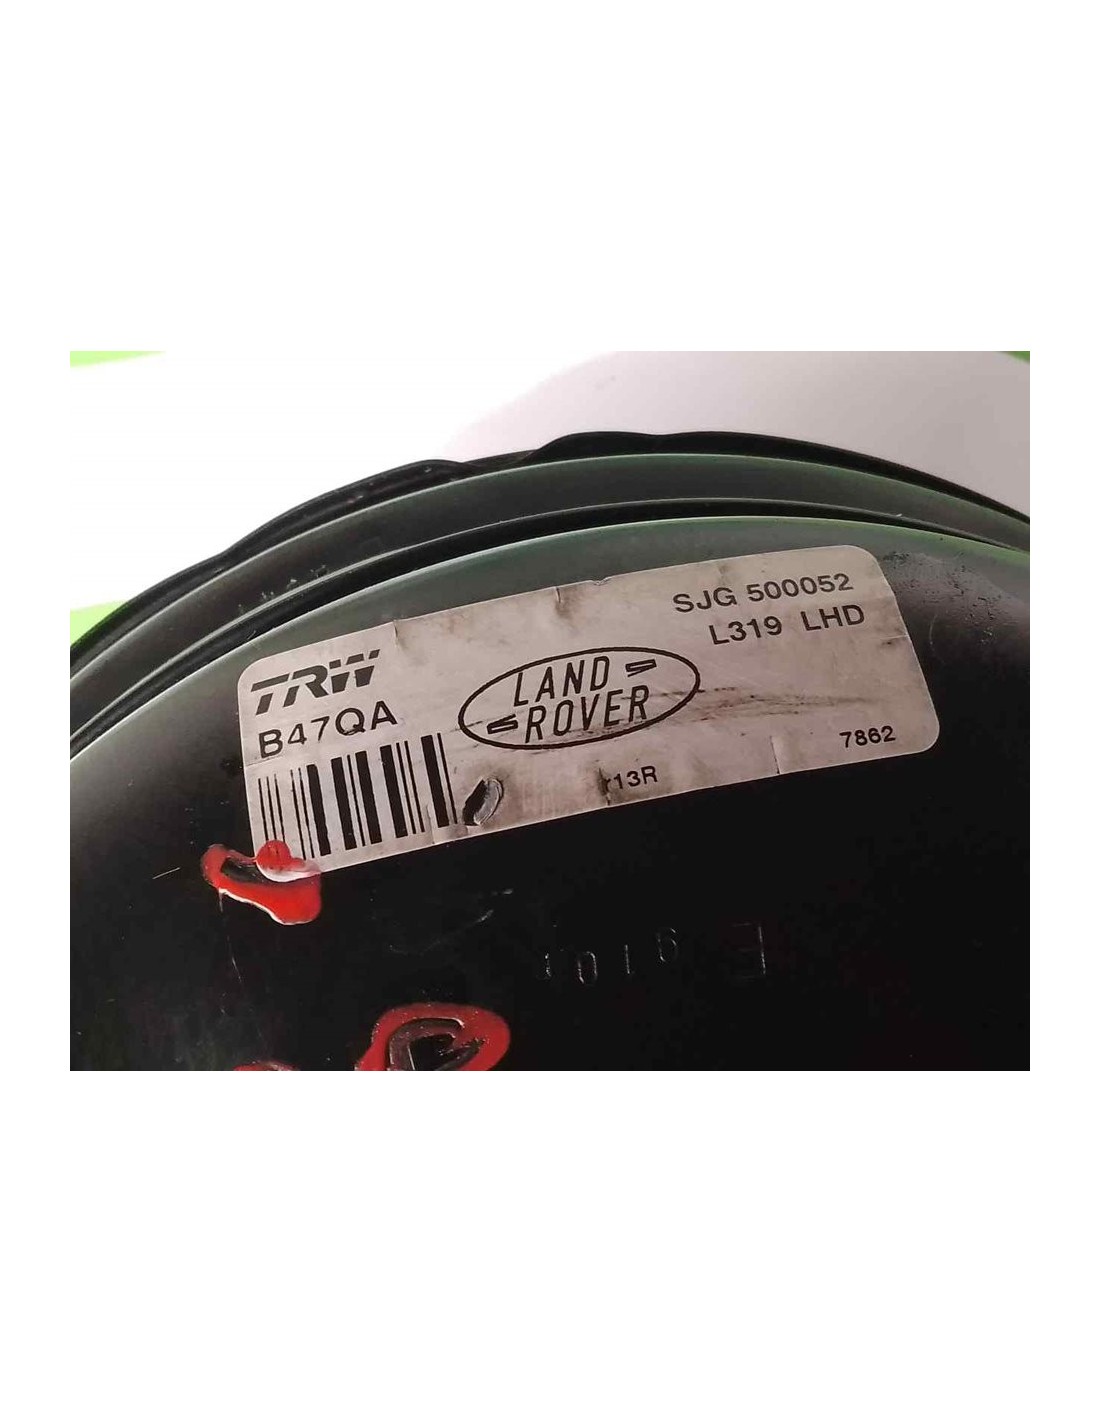 SJG 500052
L319 LHD
TRW
B47QA
LAND
ROVER
13R
7862